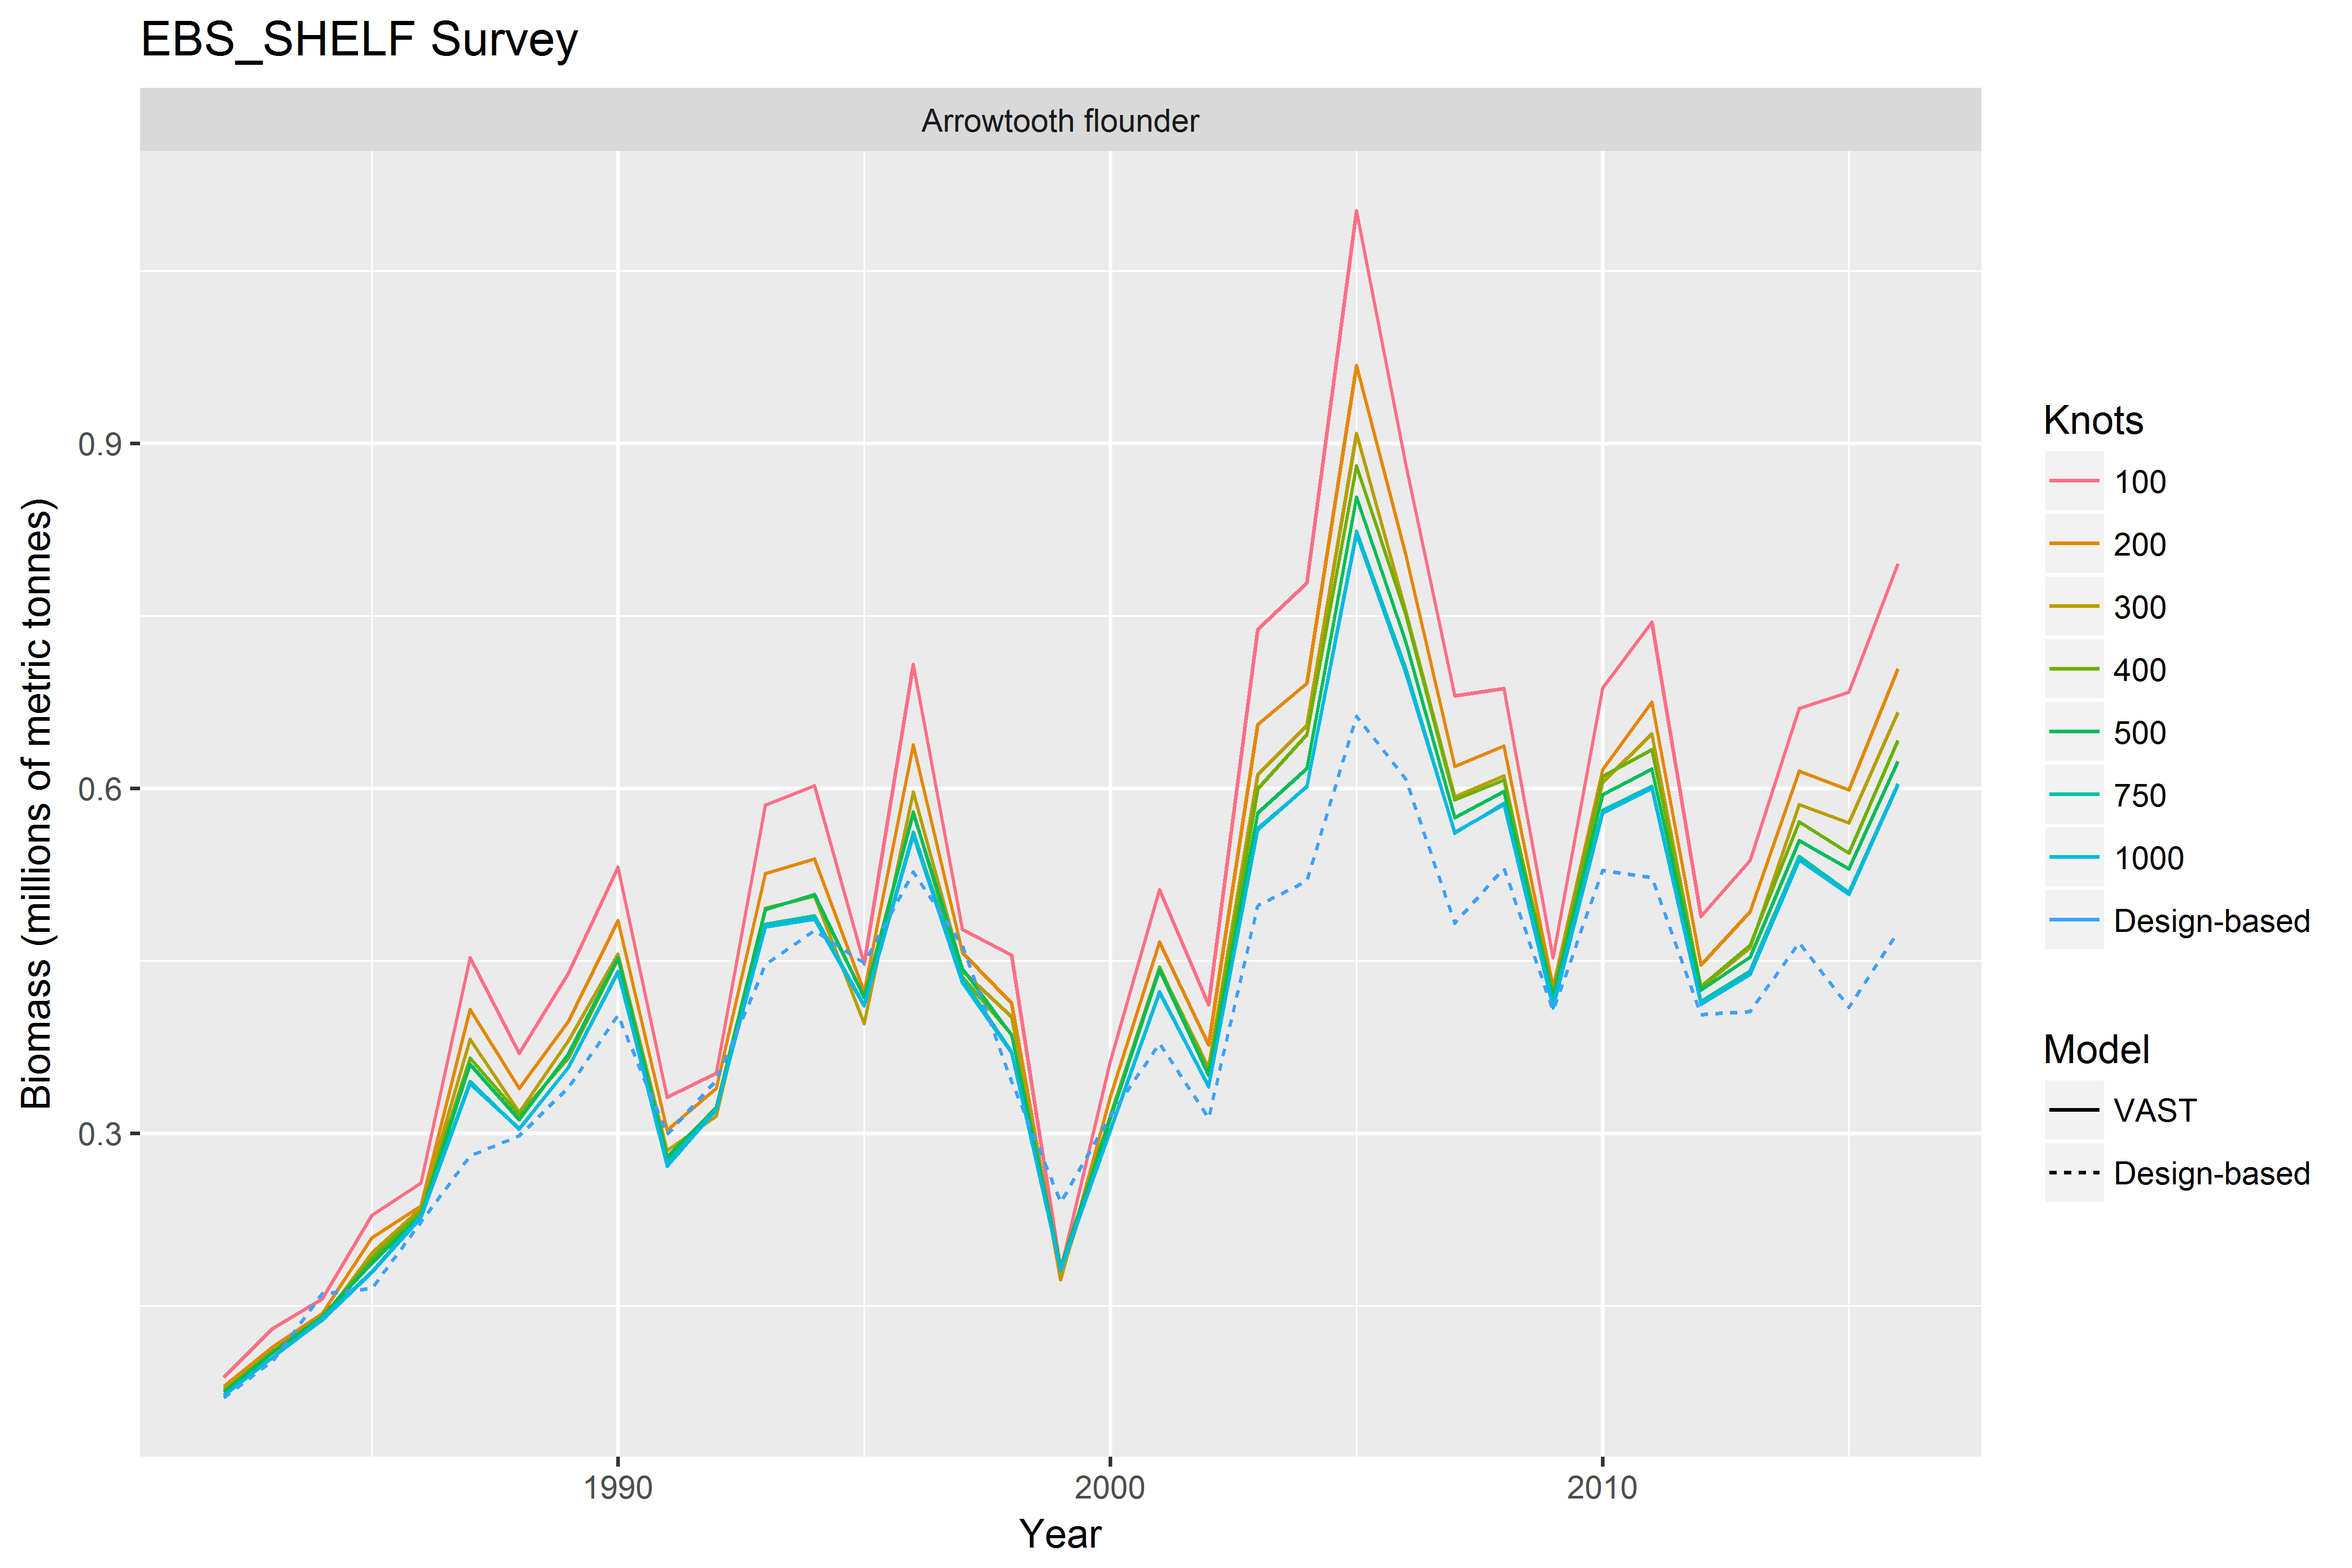 EBS_SHELF Survey
Arrowtooth flounder
Biomass (millions of metric tonnes)
0.9
0.6
0.3
1990
2000
2010
Year
Knots
100
200
300
400
500
750
1000
Design-based
Model
VAST
Design-based